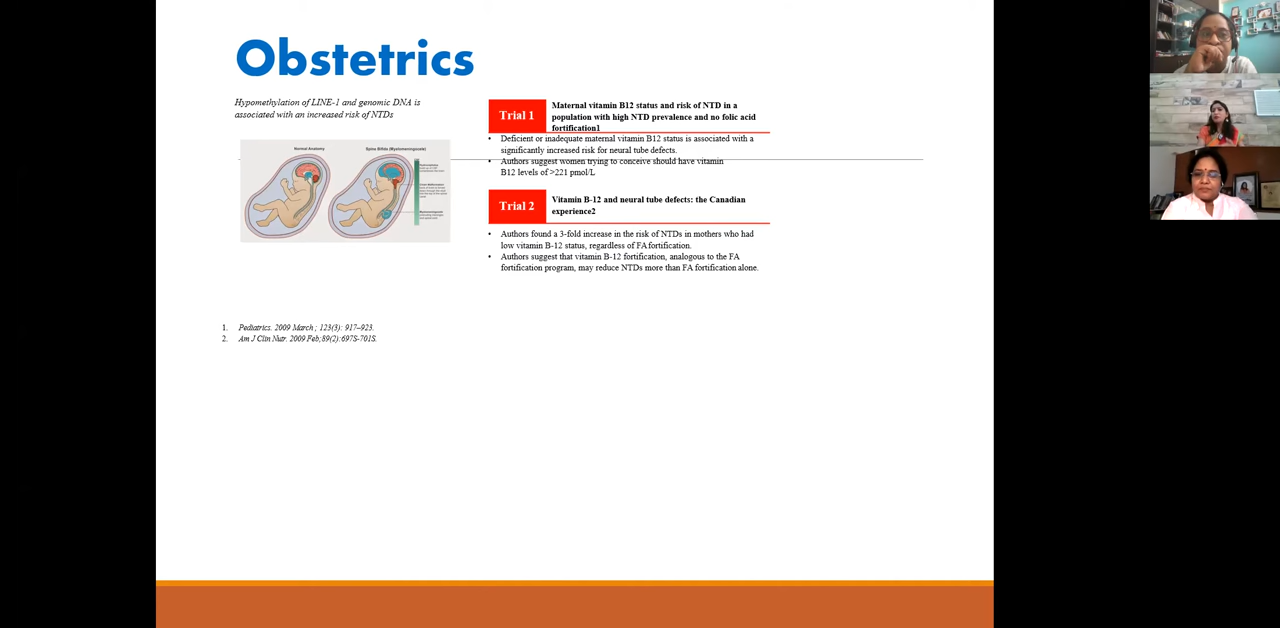 Obstetrics
Hypomethylation of LINE-1 and genomic DNA is
associated with an increased risk of NTDs
Normal Anatomy
Spina Bifida (Myelomeningocele)
Trial 1
Maternal vitamin B12 status and risk of NTD in a
population with high NTD prevalence and no folic acid
fortification1
• Deficient or inadequate maternal vitamin B12 status is associated with a
significantly increased risk for neural tube defects.
• Authors suggest women trying to conceive should have vitamin
B12 levels of >221 pmol/L
Trial 2
Vitamin B-12 and neural tube defects: the Canadian
experience2
• Authors found a 3-fold increase in the risk of NTDs in mothers who had
low vitamin B-12 status, regardless of FA fortification.
• Authors suggest that vitamin B-12 fortification, analogous to the FA
fortification program, may reduce NTDs more than FA fortification alone.
1. Pediatrics. 2009 March ; 123(3): 917–923.
2. Am J Clin Nutr. 2009 Feb;89(2):697S-701S.